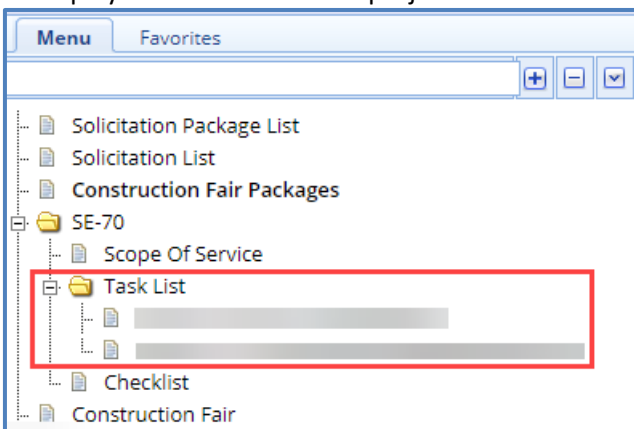 Menu Favorites
Solicitation Package List
Solicitation List
Construction Fair Packages
SE-70
Scope Of Service
Task List
Checklist
Construction Fair